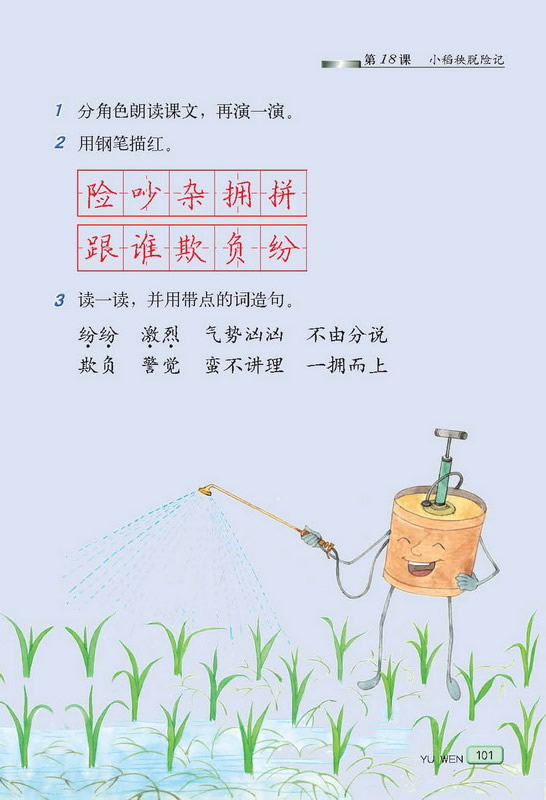 第18课 小稻秧脱险记
1 分角色朗读课文，再演一演。
2 用钢笔描红。
险 吵 杂 拥 拼
跟 谁 欺 负 纷
3 读一读，并用带点的词造句。
纷纷 激烈 气势汹汹 不由分说
欺负 警觉 蛮不讲理 一拥而上
YU WEN 101